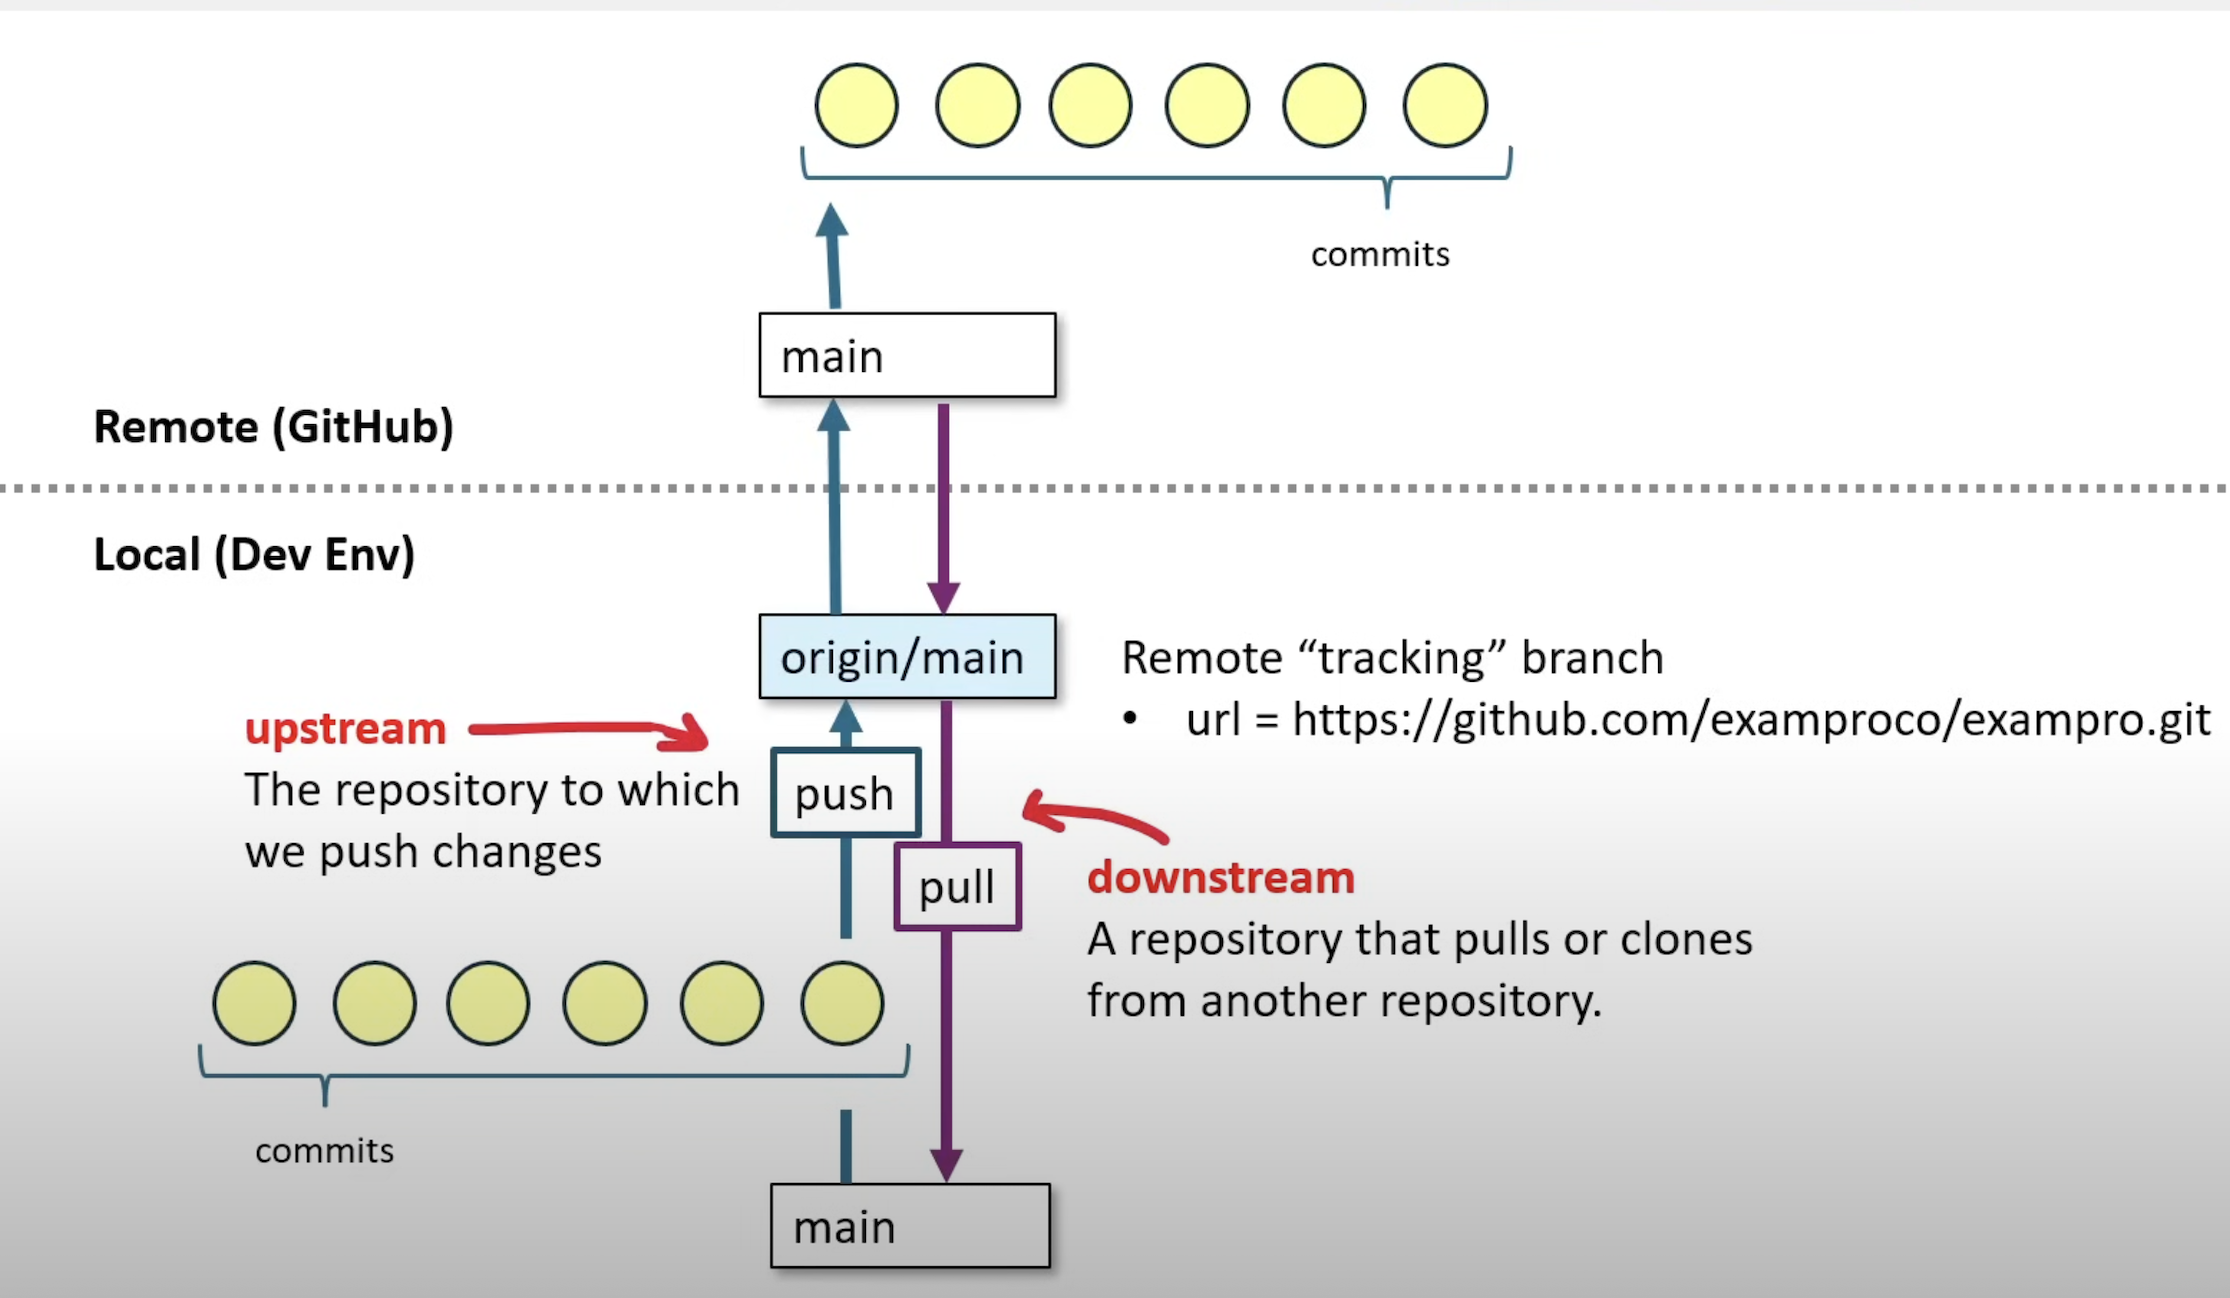 commits
main
Remote (GitHub)
Local (Dev Env)
origin/main
Remote “tracking” branch
• url = https://github.com/examproco/exampro.git
upstream
The repository to which
we push changes
push
pull
downstream
A repository that pulls or clones
from another repository.
commits
main